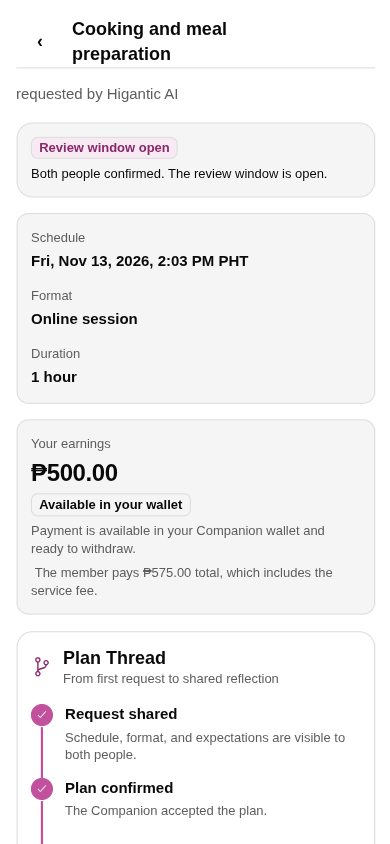 Cooking and meal
preparation
requested by Higantic AI
Review window open
Both people confirmed. The review window is open.
Schedule
Fri, Nov 13, 2026, 2:03 PM PHT
Format
Online session
Duration
1 hour
Your earnings
₱500.00
Available in your wallet
Payment is available in your Companion wallet and
ready to withdraw.
The member pays ₱575.00 total, which includes the
service fee.
Plan Thread
From first request to shared reflection
Request shared
Schedule, format, and expectations are visible to
both people.
Plan confirmed
The Companion accepted the plan.